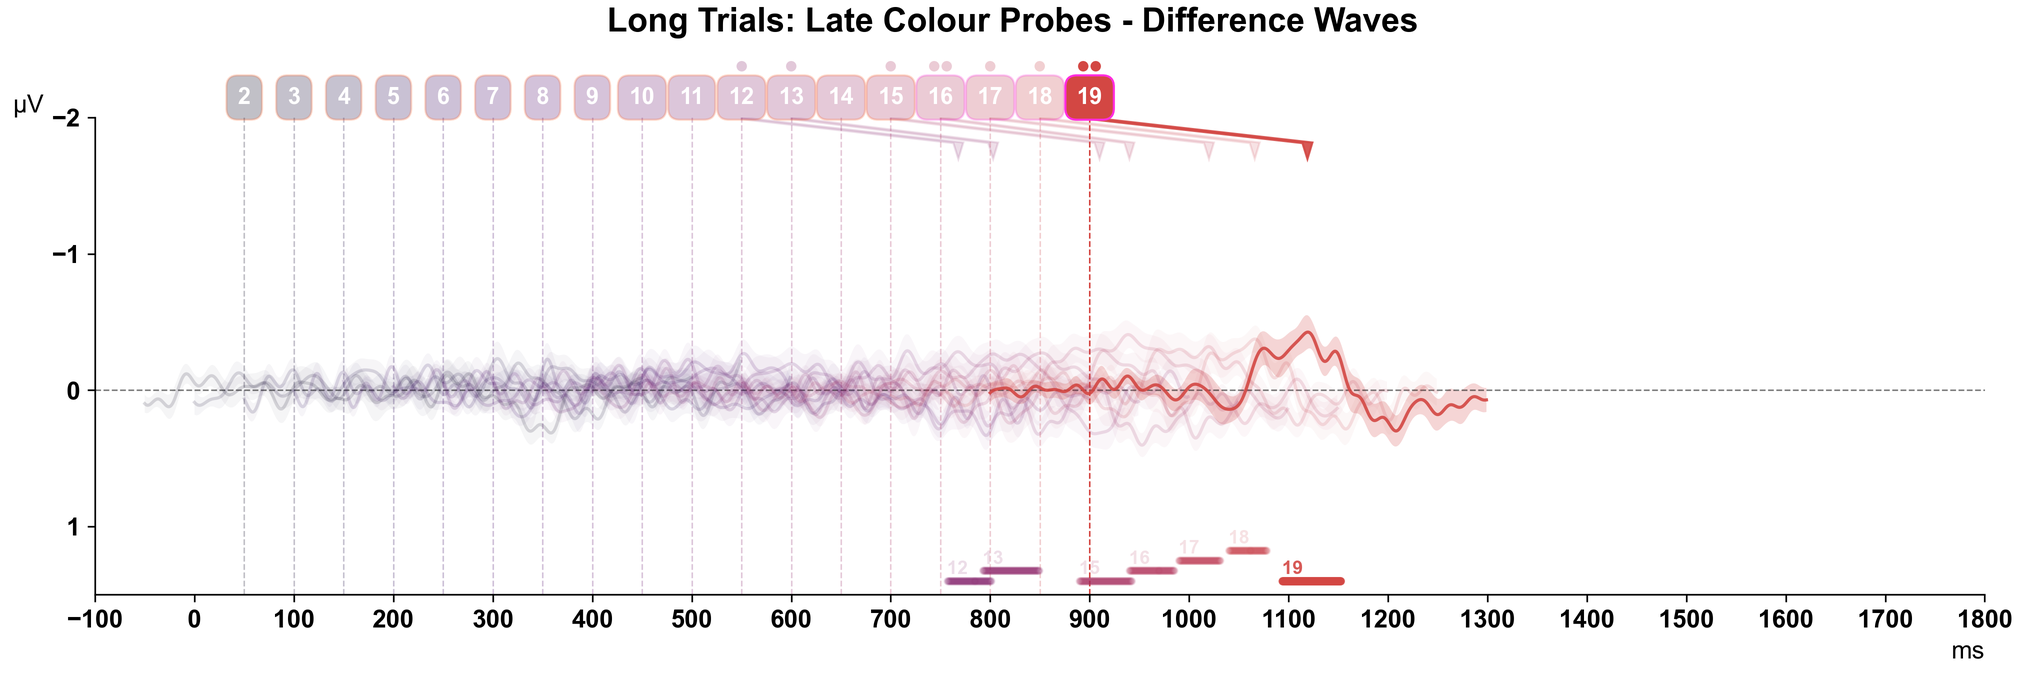 Long Trials: Late Colour Probes - Difference Waves
2 3 4 5 6 7 8 9 10 11 12 13 14 15 16 17 18 19
µV
−2
−1
0
1
12 13 15 16 17 18 19
−100 0 100 200 300 400 500 600 700 800 900 1000 1100 1200 1300 1400 1500 1600 1700 1800
ms